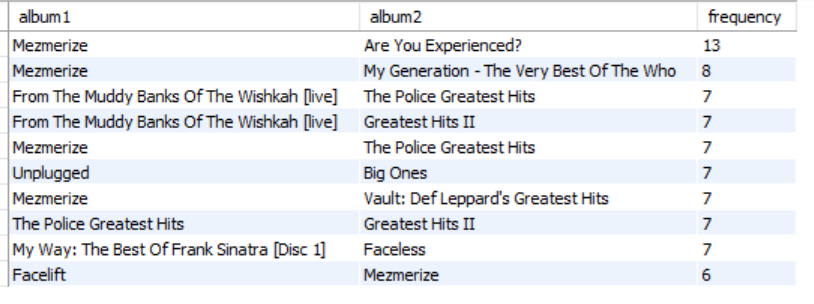 album1 album2 frequency
Mezmerize Are You Experienced? 13
Mezmerize My Generation - The Very Best Of The Who 8
From The Muddy Banks Of The Wishkah [live] The Police Greatest Hits 7
From The Muddy Banks Of The Wishkah [live] Greatest Hits II 7
Mezmerize The Police Greatest Hits 7
Unplugged Big Ones 7
Mezmerize Vault: Def Leppard's Greatest Hits 7
The Police Greatest Hits Greatest Hits II 7
My Way: The Best Of Frank Sinatra [Disc 1] Faceless 7
Facelift Mezmerize 6